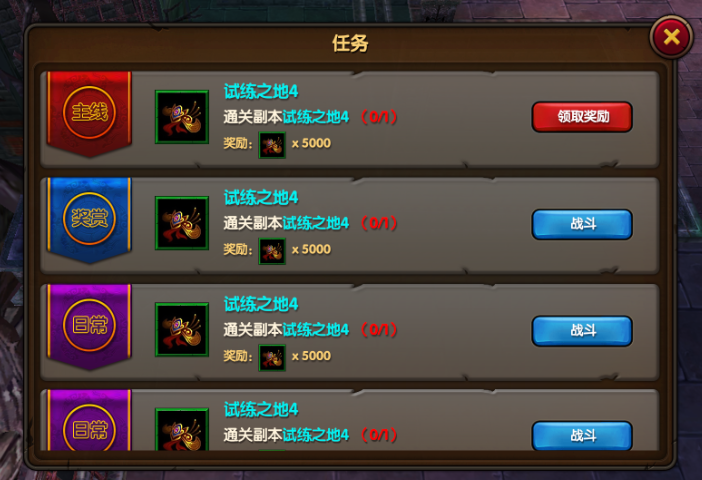 任务
主线
试练之地4
通关副本试练之地4 (0/1)
奖励: x 5000
领取奖励
奖赏
试练之地4
通关副本试练之地4 (0/1)
奖励: x 5000
战斗
日常
试练之地4
通关副本试练之地4 (0/1)
奖励: x 5000
战斗
日常
试练之地4
通关副本试练之地4 (0/1)
战斗